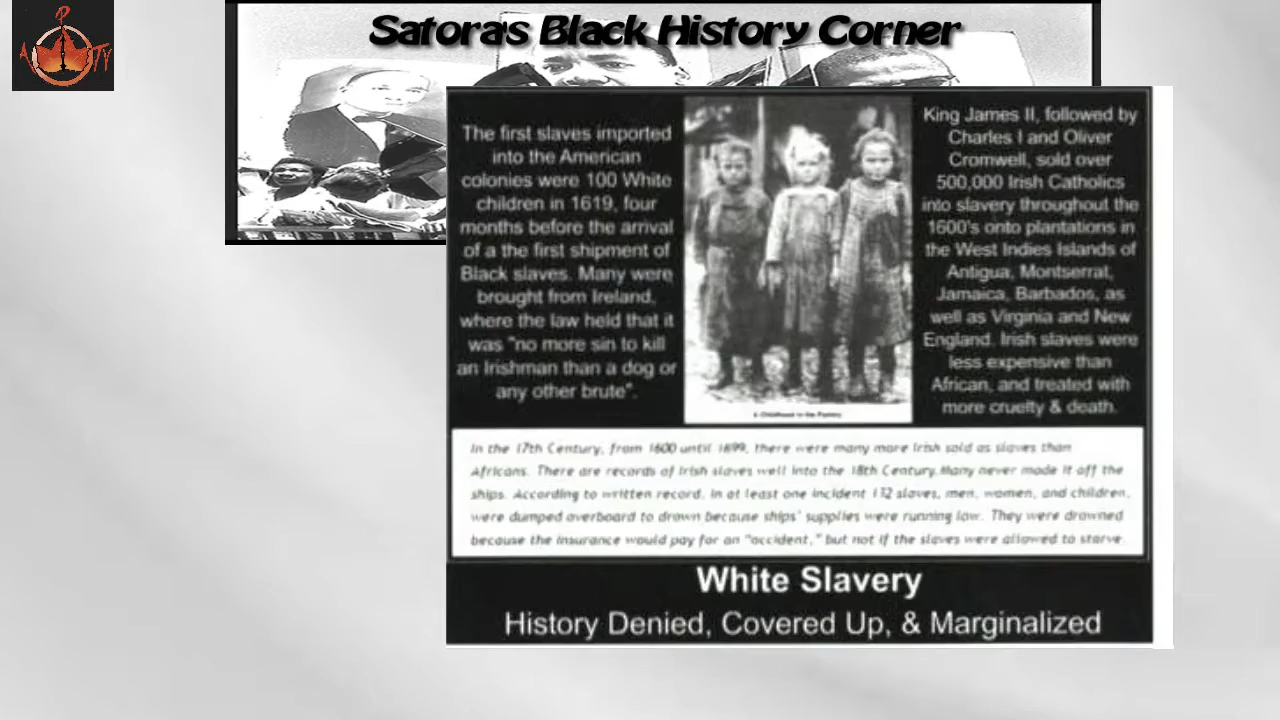 P
A TV
Satora's Black History Corner
The first slaves imported
into the American
colonies were 100 White
children in 1619, four
months before the arrival
of a the first shipment of
Black slaves. Many were
brought from Ireland,
where the law held that it
was "no more sin to kill
an Irishman than a dog or
any other brute".
King James II, followed by
Charles I and Oliver
Cromwell, sold over
500,000 Irish Catholics
into slavery throughout the
1600's onto plantations in
the West Indies Islands of
Antigua, Montserrat,
Jamaica, Barbados, as
well as Virginia and New
England. Irish slaves were
less expensive than
African, and treated with
more cruelty & death.
In the 17th Century, from 1600 until 1699, there were many more Irish sold as slaves than
Africans. There are records of Irish slaves well into the 18th Century. Many never made it off the
ships. According to written record, in at least one incident 132 slaves, men, women, and children,
were dumped overboard to drown because ships' supplies were running low. They were drowned
because the insurance would pay for an "accident," but not if the slaves were allowed to starve.
White Slavery
History Denied, Covered Up, & Marginalized